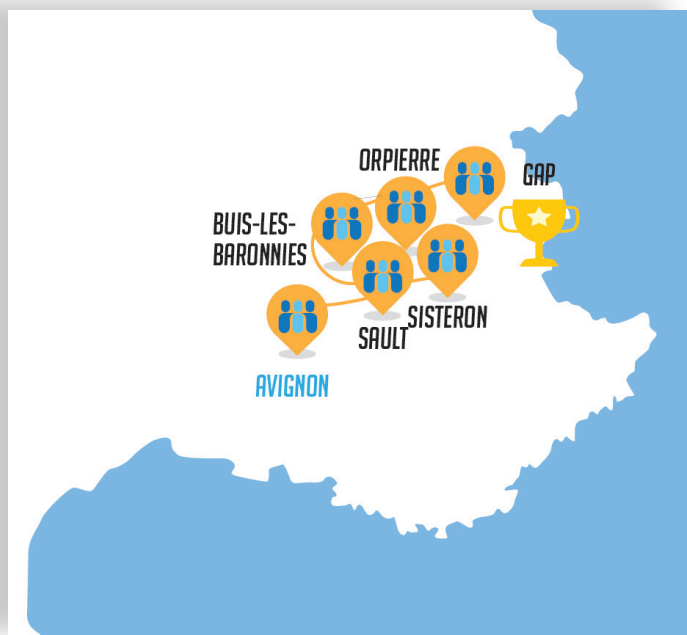 ORPIERRE
GAP
BUIS-LES-
BARONNIES
SISTERON
SAULT
AVIGNON